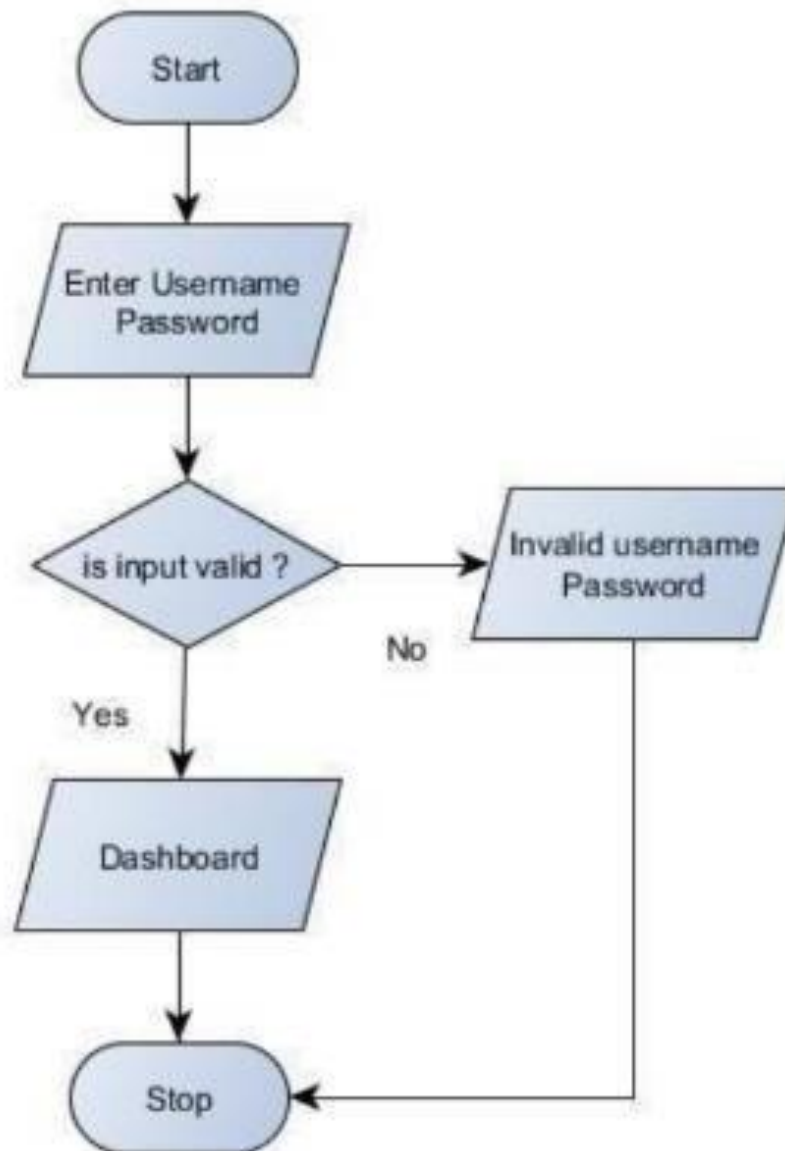 Start
Enter Username
Password
is input valid ?
Invalid username
Password
No
Yes
Dashboard
Stop